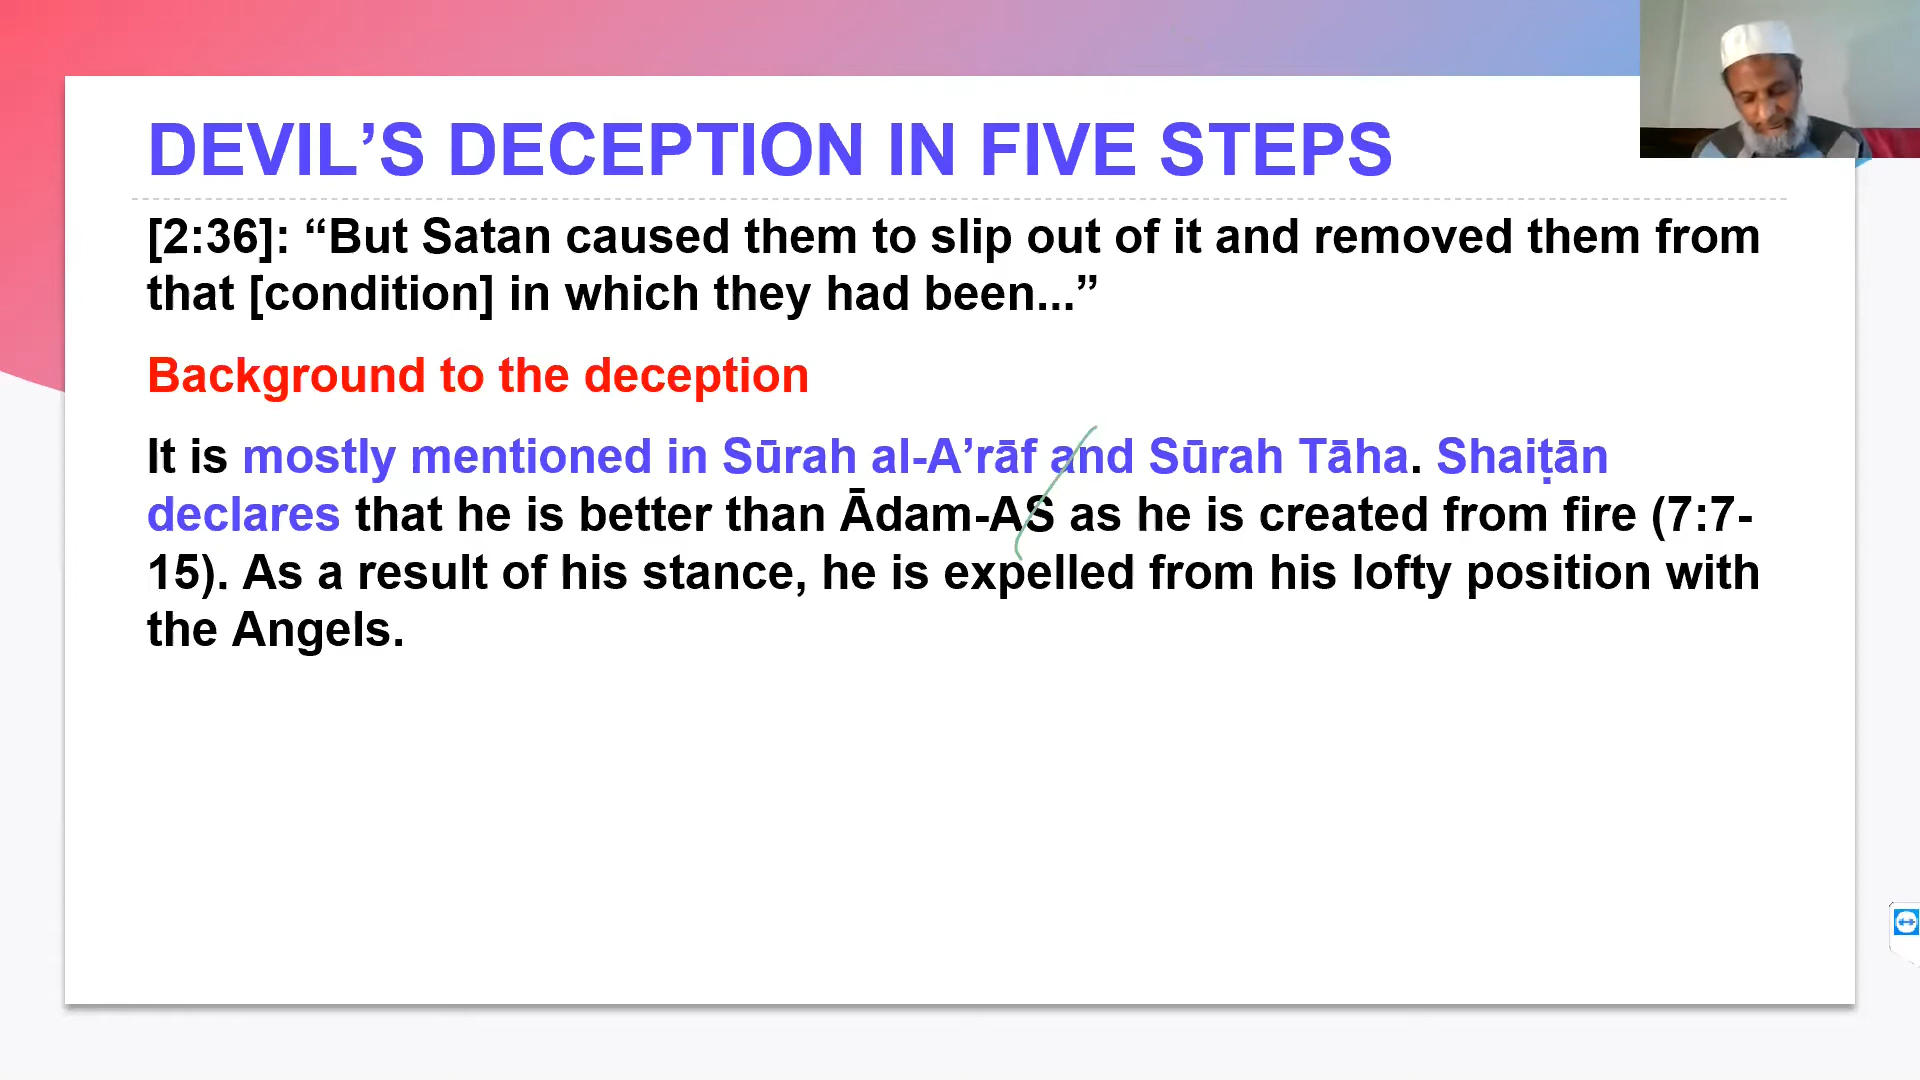 DEVIL’S DECEPTION IN FIVE STEPS
[2:36]: “But Satan caused them to slip out of it and removed them from
that [condition] in which they had been...”
Background to the deception
It is mostly mentioned in Sūrah al-A’rāf and Sūrah Tāha. Shaiṭān
declares that he is better than Ādam-AS as he is created from fire (7:7-
15). As a result of his stance, he is expelled from his lofty position with
the Angels.